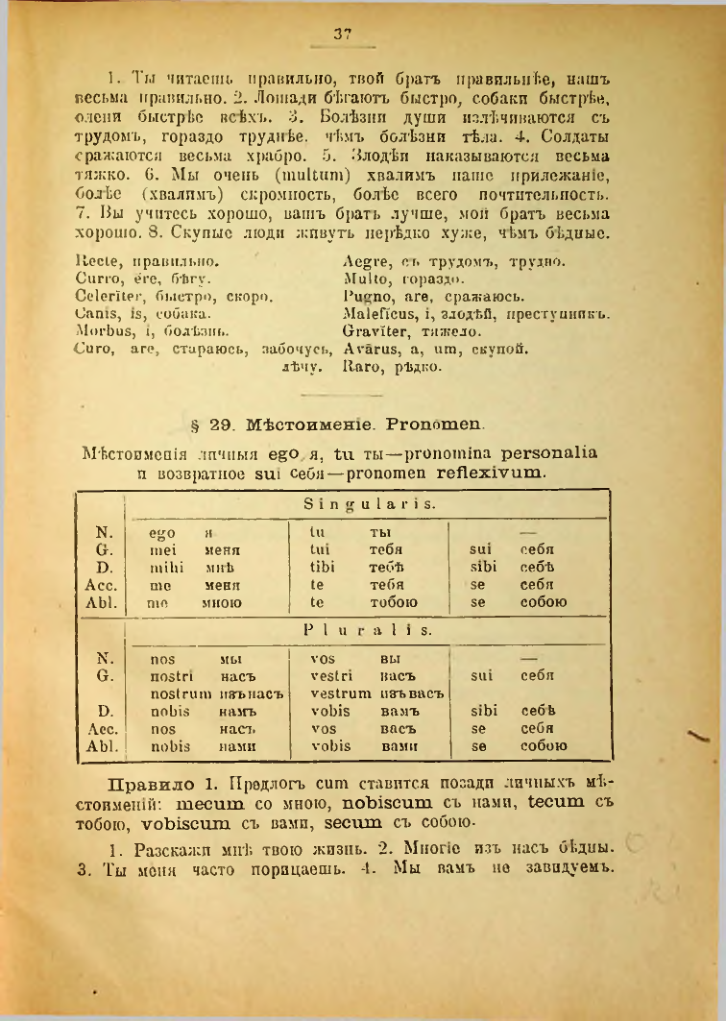 37
1. Ты читаешь правильно, твой братъ правильнѣе, нашъ
весьма правильно. 2. Лошади бѣгаютъ быстро, собаки быстрѣе,
олени быстрѣе всѣхъ. 3. Болѣзни души излѣчиваются съ
трудомъ, гораздо труднѣе, чѣмъ болѣзни тѣла. 4. Солдаты
сражаются весьма храбро. 5. Злодѣи наказываются весьма
тяжко. 6. Мы очень (multum) хвалимъ наше прилежаніе,
болѣе (хвалимъ) скромность, болѣе всего почтительность.
7. Вы учитесь хорошо, вашъ братъ лучше, мой братъ весьма
хорошо. 8. Скупые люди живутъ нерѣдко хуже, чѣмъ бѣдные.
Recte, правильно.
Curro, ĕre, бѣгу.
Celerĭter, быстро, скоро.
Canis, is, собака.
Morbus, i, болѣзнь.
Curo, are, стараюсь, забочусь,
лѣчу.
Aegre, съ трудомъ, трудно.
Multo, гораздо.
Pugno, are, сражаюсь.
Malefĭcus, i, злодѣй, преступникъ.
Gravĭter, тяжело.
Avārus, a, um, скупой.
Raro, рѣдко.
§ 29. Мѣстоименіе. Pronōmen.
Мѣстоименія личныя ego я, tu ты—pronomina personalia
и возвратное sui себя—pronomen reflexivum.
Singularis.
N. ego я tu ты —
G. mei меня tui тебя sui себя
D. mihi мнѣ tibi тебѣ sibi себѣ
Acc. me меня te тебя se себя
Abl. me мною te тобою se собою
Pluralis.
N. nos мы vos вы —
G. nostri насъ vestri васъ sui себя
nostrum изъ насъ vestrum изъ васъ
D. nobis намъ vobis вамъ sibi себѣ
Acc. nos насъ vos васъ se себя
Abl. nobis нами vobis вами se собою
Правило 1. Предлогъ cum ставится позади личныхъ мѣ-
стоименій: mecum со мною, nobiscum съ нами, tecum съ
тобою, vobiscum съ вами, secum съ собою.
1. Разскажи мнѣ твою жизнь. 2. Многіе изъ насъ бѣдны.
3. Ты меня часто порицаешь. 4. Мы вамъ не завидуемъ.